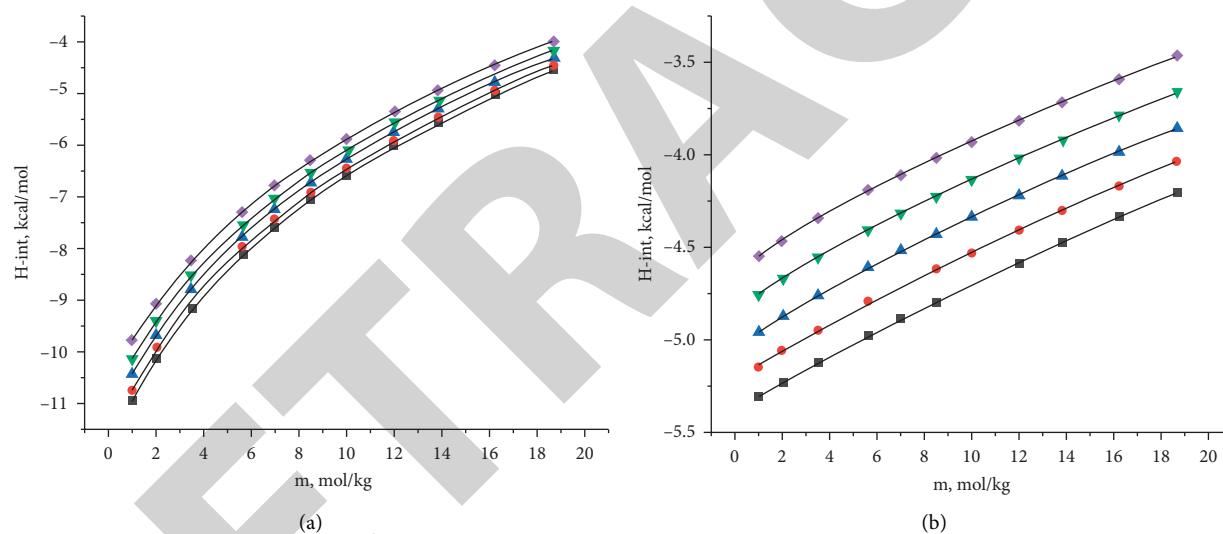 −4
−5
−6
−7
−8
−9
−10
−11
H-int, kcal/mol
0 2 4 6 8 10 12 14 16 18 20
m, mol/kg
(a)
−3.5
−4.0
−4.5
−5.0
−5.5
H-int, kcal/mol
0 2 4 6 8 10 12 14 16 18 20
m, mol/kg
(b)
ETRAC